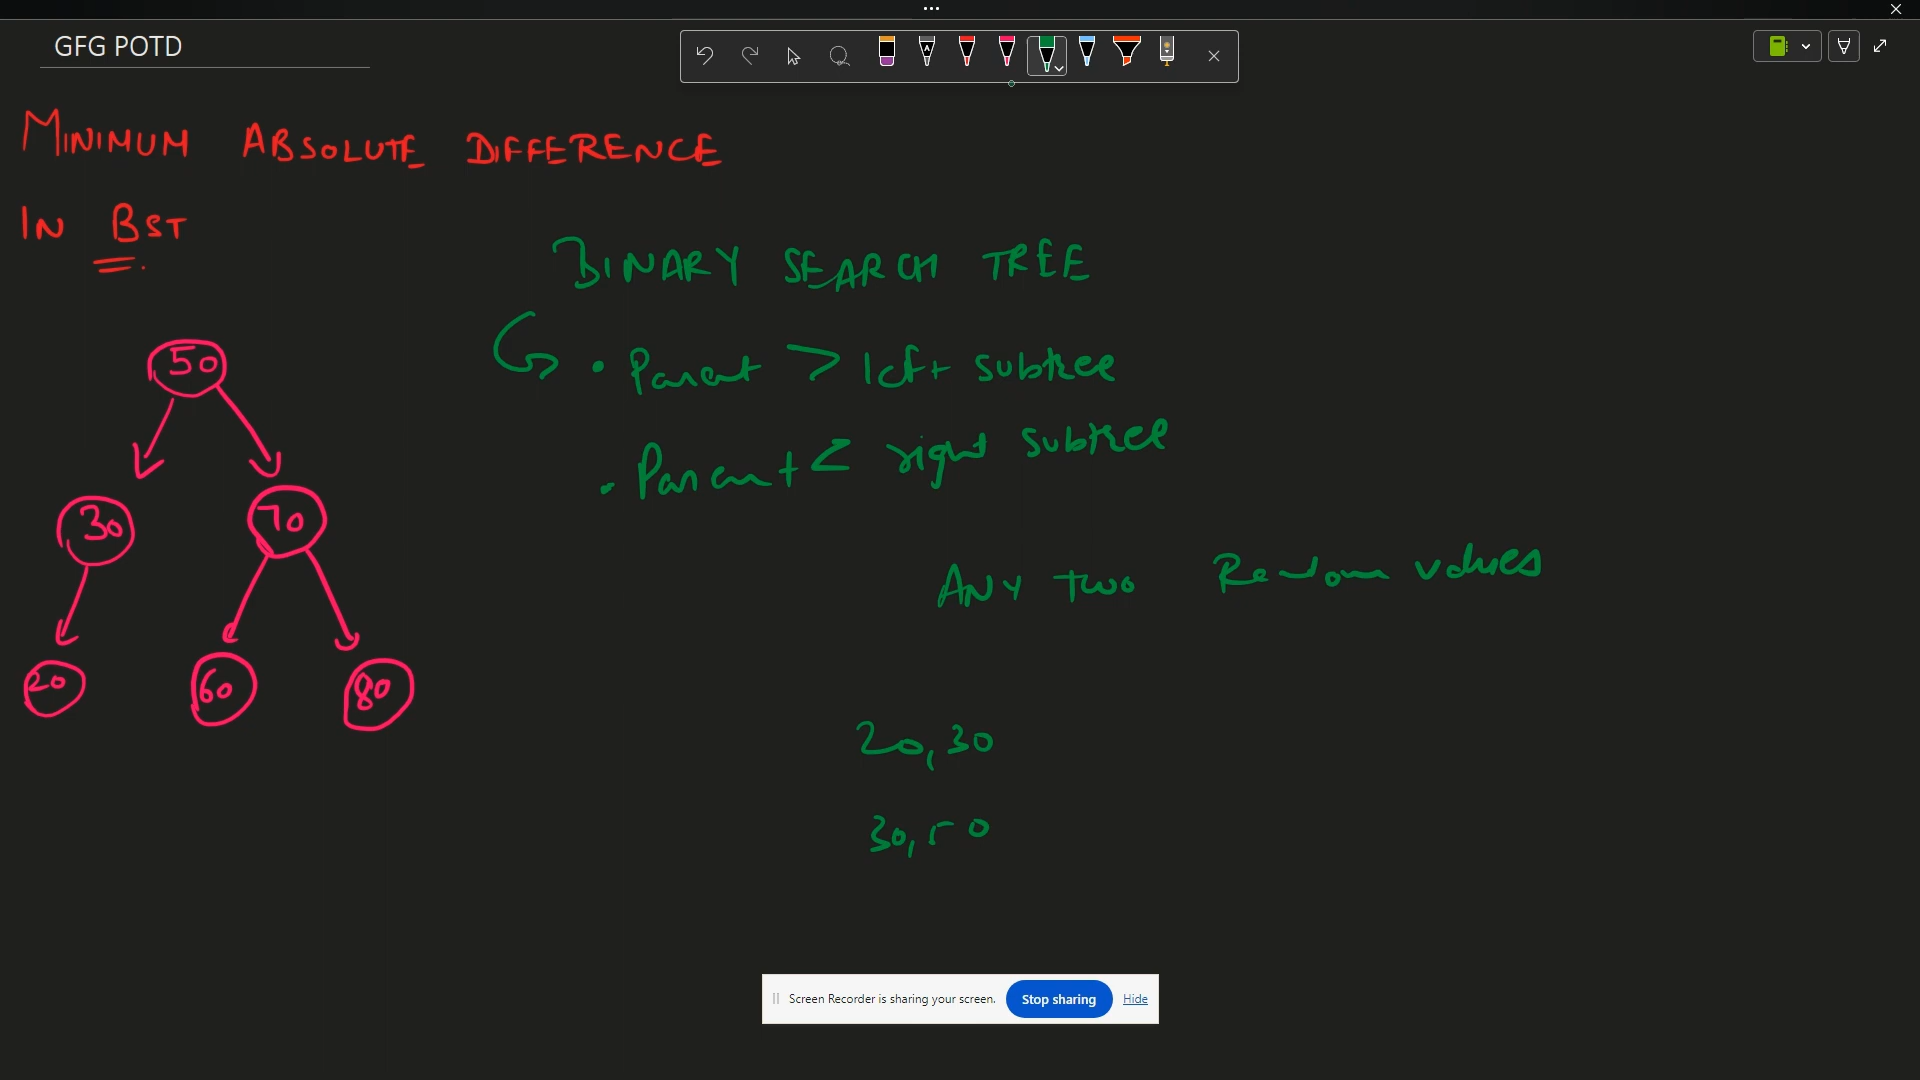 GFG POTD
MINIMUM ABSOLUTE DIFFERENCE
IN BST
BINARY SEARCH TREE
• Parent > left subtree
• Parent < right subtree
50
30 70
20 60 80
ANY TWO Random values
20, 30
30, 50
Screen Recorder is sharing your screen. Stop sharing Hide